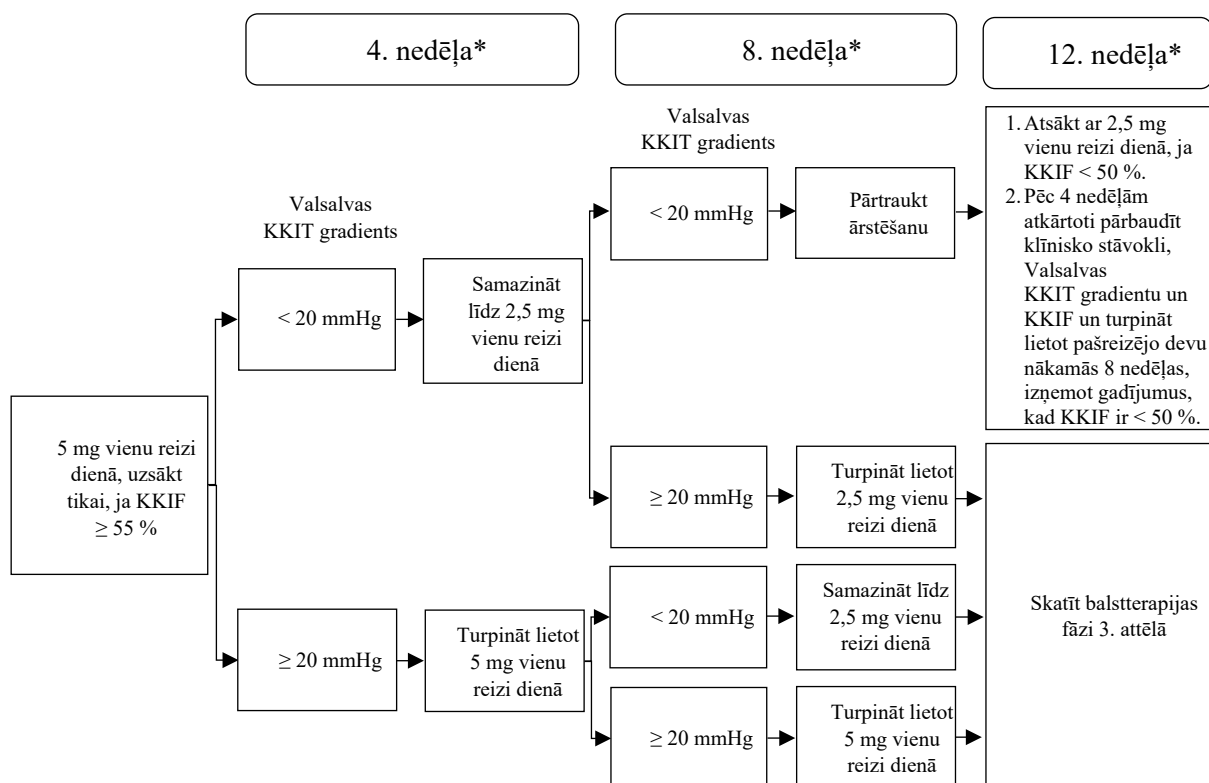 4. nedēļa*
8. nedēļa*
12. nedēļa*
5 mg vienu reizi
dienā, uzsākt
tikai, ja KKIF
≥ 55 %
Valsalvas
KKIT gradients
< 20 mmHg
Samazināt
līdz 2,5 mg
vienu reizi
dienā
≥ 20 mmHg
Turpināt lietot
5 mg vienu
reizi dienā
Valsalvas
KKIT gradients
< 20 mmHg
Pārtraukt
ārstēšanu
≥ 20 mmHg
Turpināt lietot
2,5 mg vienu
reizi dienā
< 20 mmHg
Samazināt līdz
2,5 mg vienu
reizi dienā
≥ 20 mmHg
Turpināt lietot
5 mg vienu
reizi dienā
1. Atsākt ar 2,5 mg
vienu reizi dienā, ja
KKIF < 50 %.
2. Pēc 4 nedēļām
atkārtoti pārbaudīt
klīnisko stāvokli,
Valsalvas
KKIT gradientu un
KKIF un turpināt
lietot pašreizējo devu
nākamās 8 nedēļas,
izņemot gadījumus,
kad KKIF ir < 50 %.
Skatīt balstterapijas
fāzi 3. attēlā